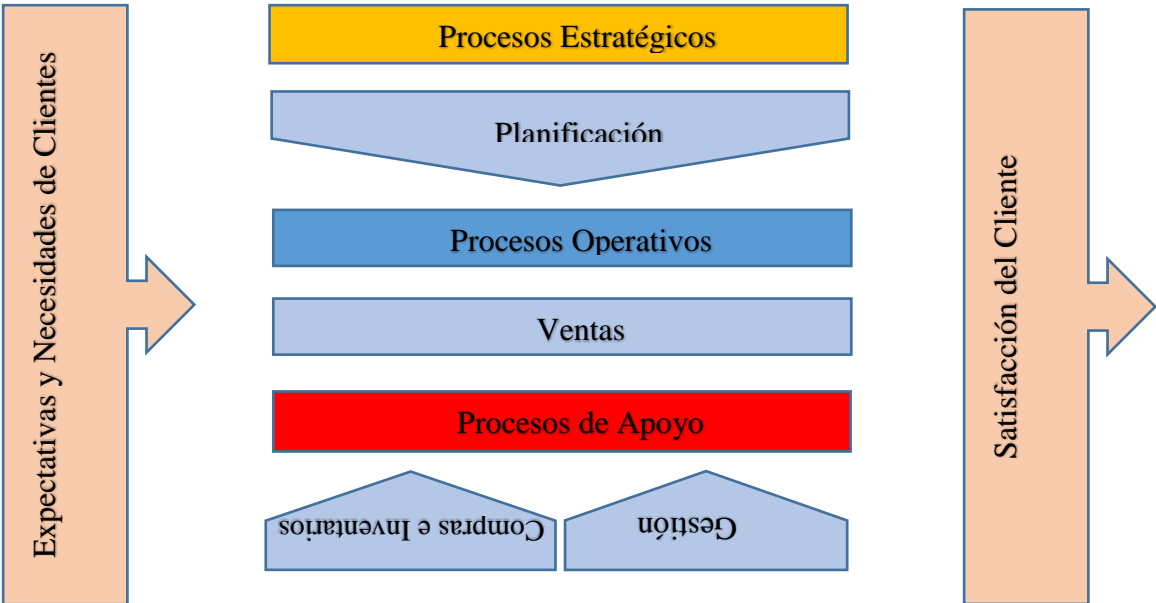 Expectativas y Necesidades de Clientes
Procesos Estratégicos
Planificación
Procesos Operativos
Ventas
Procesos de Apoyo
Compras e Inventarios
Gestión
Satisfacción del Cliente